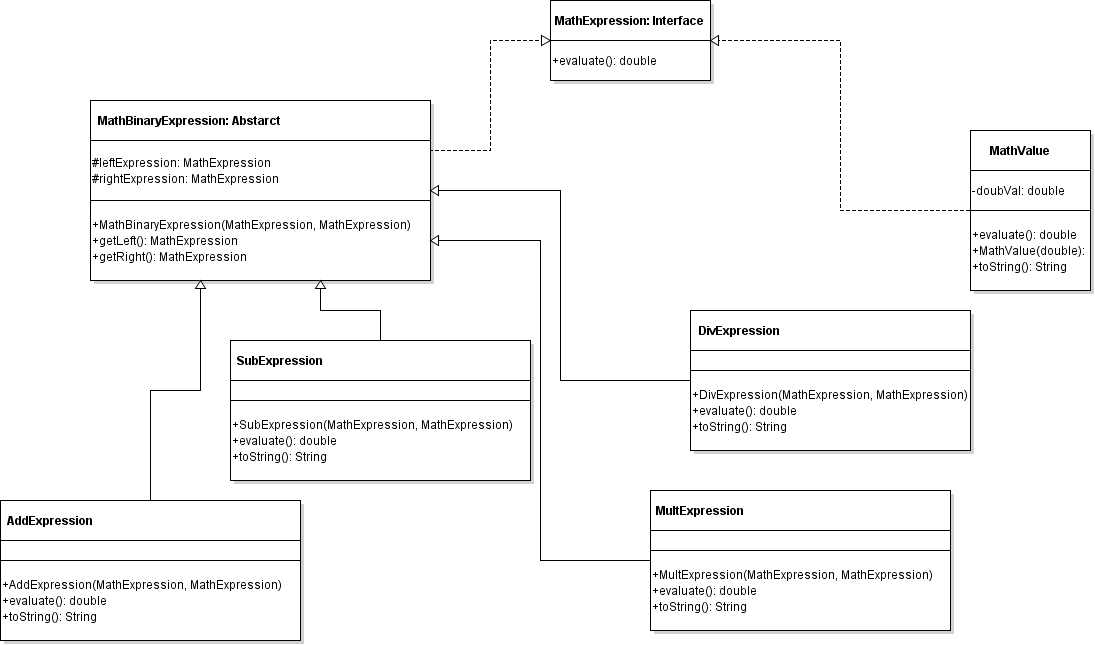 MathExpression: Interface
+evaluate(): double
MathBinaryExpression: Abstarct
#leftExpression: MathExpression
#rightExpression: MathExpression
+MathBinaryExpression(MathExpression, MathExpression)
+getLeft(): MathExpression
+getRight(): MathExpression
MathValue
-doubVal: double
+evaluate(): double
+MathValue(double):
+toString(): String
SubExpression
+SubExpression(MathExpression, MathExpression)
+evaluate(): double
+toString(): String
DivExpression
+DivExpression(MathExpression, MathExpression)
+evaluate(): double
+toString(): String
AddExpression
+AddExpression(MathExpression, MathExpression)
+evaluate(): double
+toString(): String
MultExpression
+MultExpression(MathExpression, MathExpression)
+evaluate(): double
+toString(): String